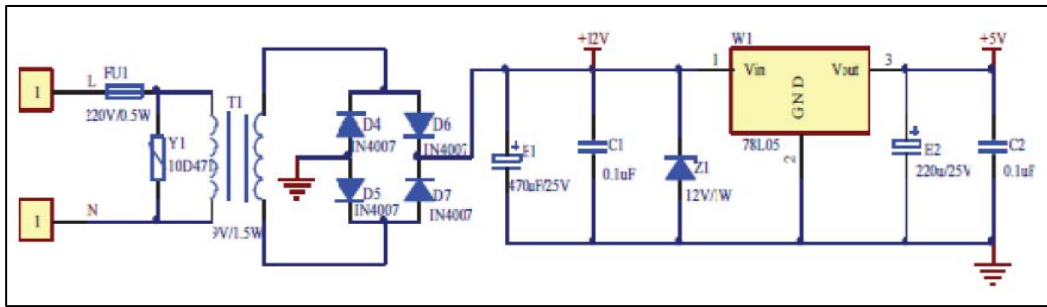 +12V
W1
+5V
L
FU1
1
Vin
Vout
3
1
T1
D4
D6
GND
220V/0.5W
Y1
IN4007
IN4007
E1
C1
78L05
2
E2
C2
10D471
D5
D7
470uF/25V
0.1uF
Z1
220u/25V
0.1uF
N
IN4007
IN4007
12V/1W
1
9V/1.5W